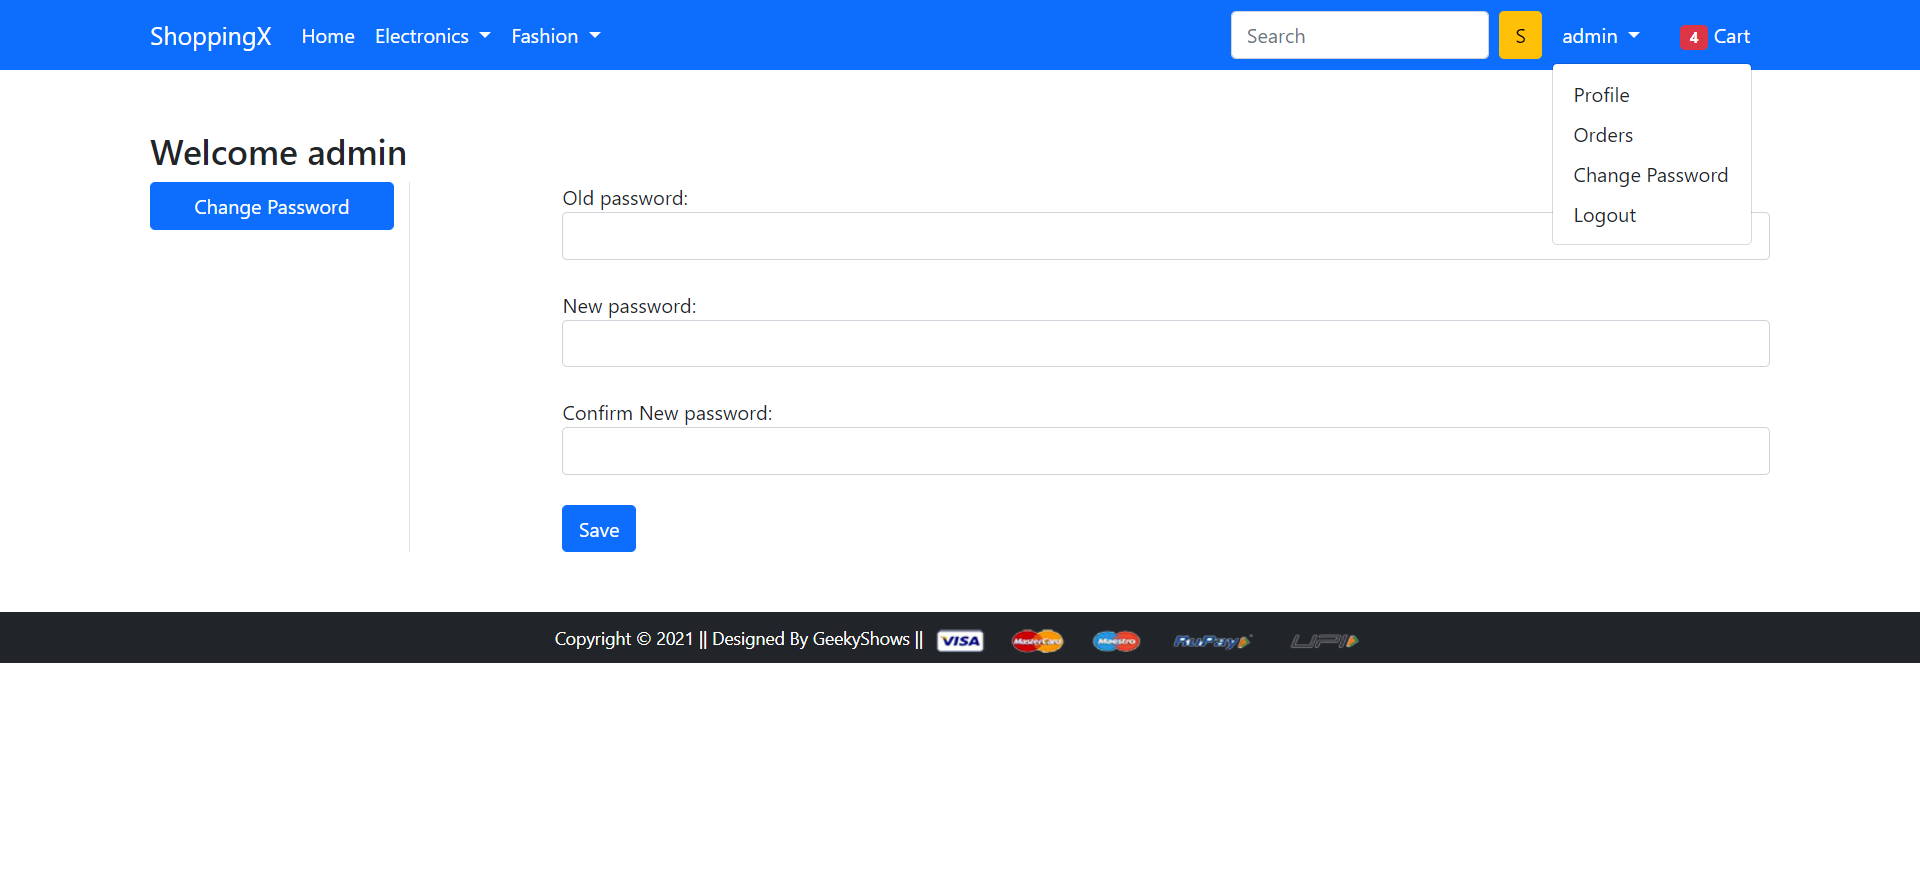 ShoppingX Home Electronics Fashion Search S admin 4 Cart
Profile
Orders
Change Password
Logout
Welcome admin
Change Password
Old password:
New password:
Confirm New password:
Save
Copyright © 2021 || Designed By GeekyShows || VISA MasterCard Maestro RuPay UPI